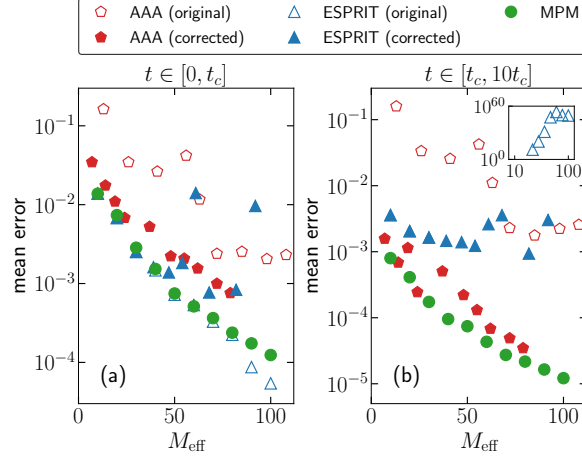 AAA (original) ESPRIT (original) MPM
AAA (corrected) ESPRIT (corrected)
t ∈ [0, t_c] t ∈ [t_c, 10t_c]
10^−1
10^−2
10^−3
10^−4
mean error
(a)
0 50 100
M_eff
10^−1
10^−2
10^−3
10^−4
10^−5
mean error
10^60
10^0
10 100
(b)
0 50 100
M_eff